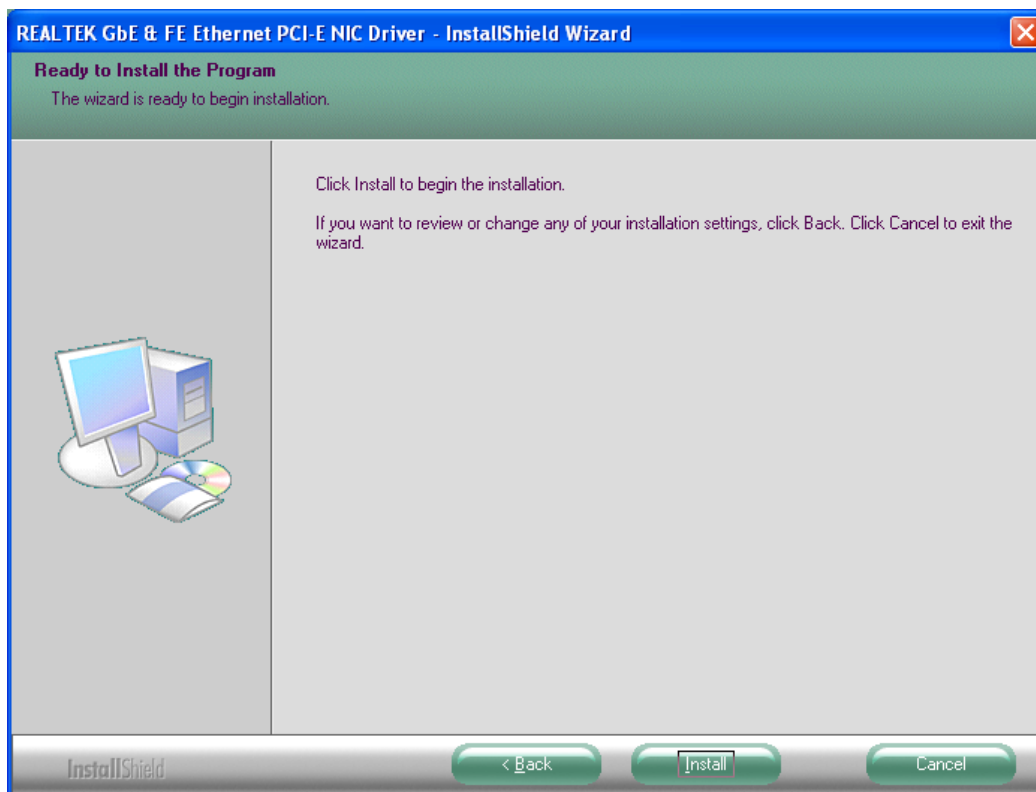 REALTEK GbE & FE Ethernet PCI-E NIC Driver - InstallShield Wizard
Ready to Install the Program
The wizard is ready to begin installation.
Click Install to begin the installation.
If you want to review or change any of your installation settings, click Back. Click Cancel to exit the
wizard.
InstallShield
< Back
Install
Cancel